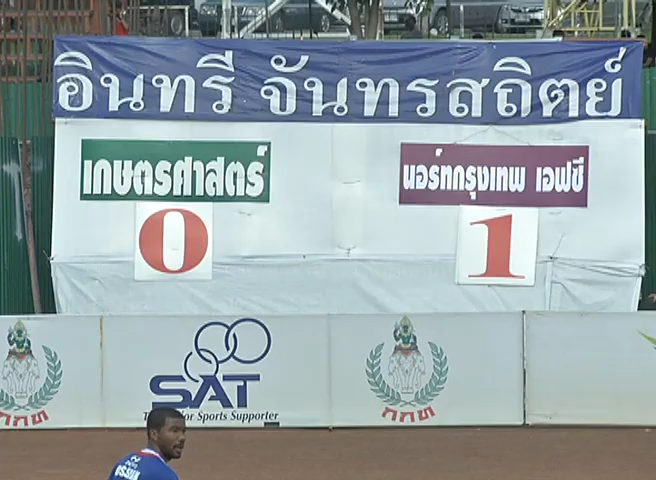 อินทรี จันทรสถิตย์
เกษตรศาสตร์
นอร์ทกรุงเทพ เอฟซี
0
1
SAT
for Sports Supporter
กกท
กกท